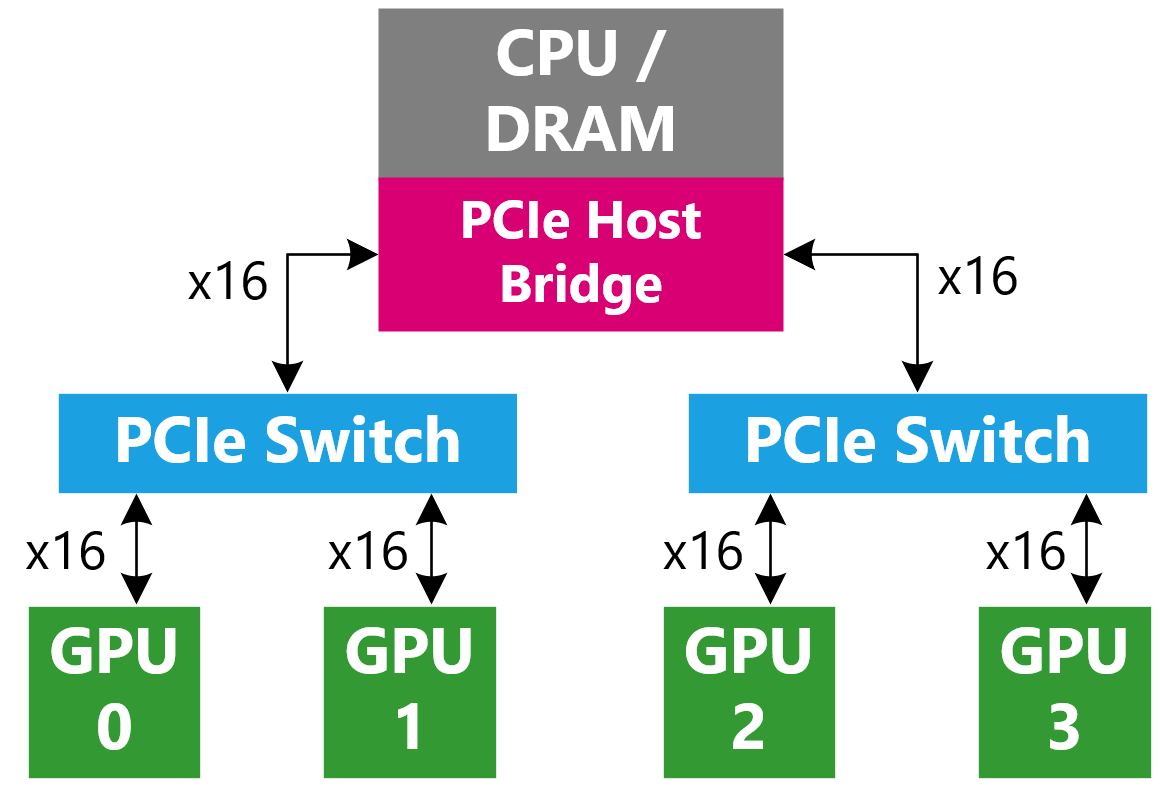 CPU /
DRAM
PCIe Host
Bridge
x16
x16
PCIe Switch
PCIe Switch
x16
x16
x16
x16
GPU
0
GPU
1
GPU
2
GPU
3